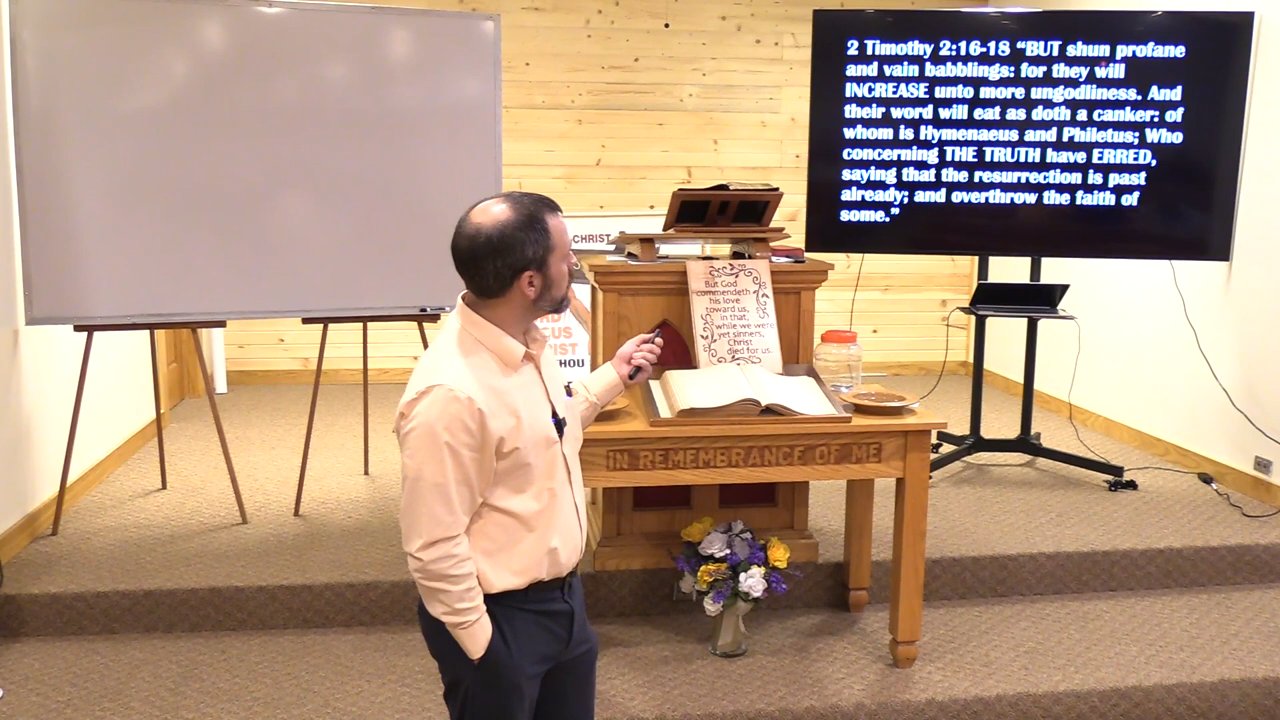 2 Timothy 2:16-18 “BUT shun profane
and vain babblings: for they will
INCREASE unto more ungodliness. And
their word will eat as doth a canker: of
whom is Hymenaeus and Philetus; Who
concerning THE TRUTH have ERRED,
saying that the resurrection is past
already; and overthrow the faith of
some.”
CHRIST
But God
commendeth
his love
toward us,
in that,
while we were
yet sinners,
Christ
died for us.
IN REMEMBRANCE OF ME